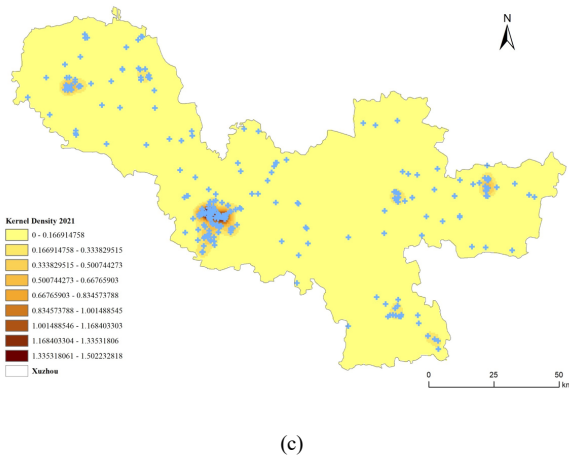 N
Kernel Density 2021
0 - 0.166914758
0.166914758 - 0.333829515
0.333829515 - 0.500744273
0.500744273 - 0.66765903
0.66765903 - 0.834573788
0.834573788 - 1.001488545
1.001488546 - 1.168403303
1.168403304 - 1.33531806
1.335318061 - 1.502232818
Xuzhou
0 25 50
km
(c)